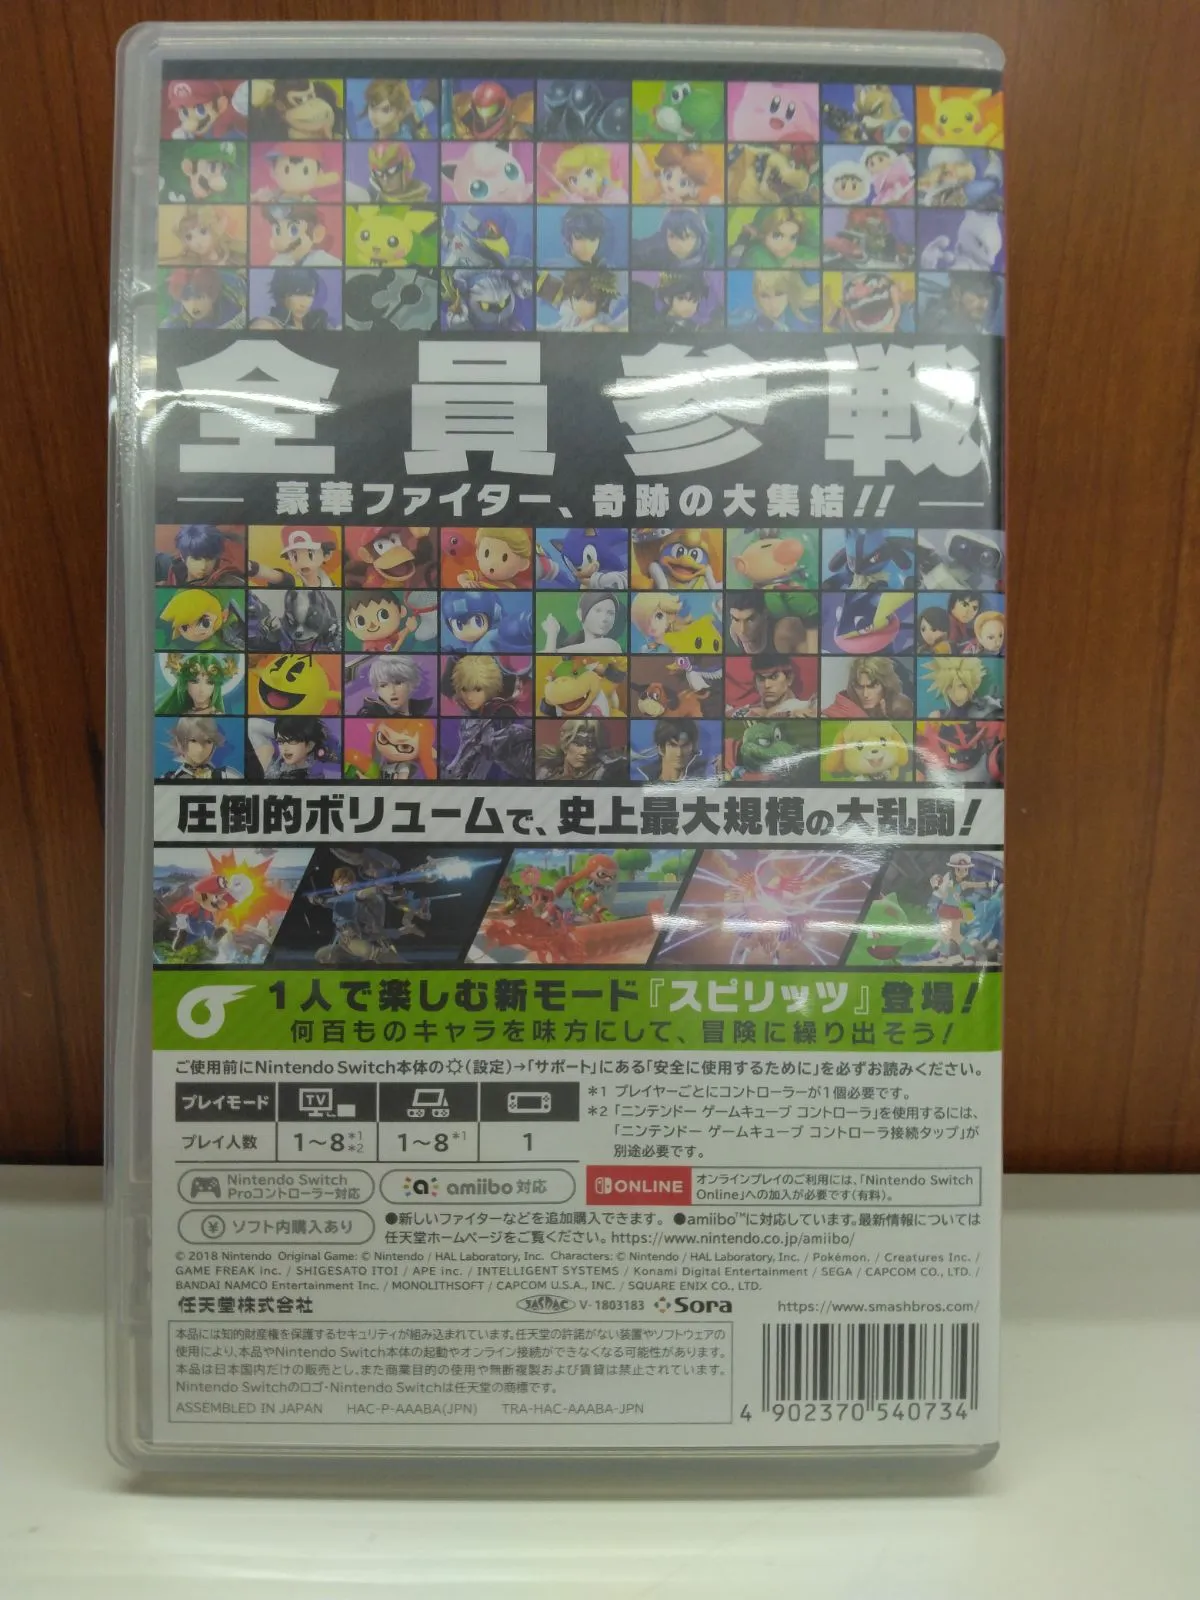 全員参戦
豪華ファイター、奇跡の大集結!!
圧倒的ボリュームで、史上最大規模の大乱闘!
1人で楽しむ新モード『スピリッツ』登場!
何百ものキャラを味方にして、冒険に繰り出そう!
ご使用前にNintendo Switch本体の(設定)→「サポート」にある「安全に使用するために」を必ずお読みください。
プレイモード TV
プレイ人数 1～8 *1 *2 1～8 *1 1
*1 プレイヤーごとにコントローラーが1個必要です。
*2 「ニンテンドー ゲームキューブ コントローラ」を使用するには、
「ニンテンドー ゲームキューブ コントローラ接続タップ」が
別途必要です。
Nintendo Switch
Proコントローラー対応
amiibo 対応
ONLINE
オンラインプレイのご利用には、「Nintendo Switch
Online」への加入が必要です(有料)。
ソフト内購入あり
●新しいファイターなどを追加購入できます。 ●amiibo™に対応しています。最新情報については
任天堂ホームページをご覧ください。https://www.nintendo.co.jp/amiibo/
© 2018 Nintendo Original Game: © Nintendo / HAL Laboratory, Inc. Characters: © Nintendo / HAL Laboratory, Inc. / Pokémon. / Creatures Inc. /
GAME FREAK inc. / SHIGESATO ITOI / APE inc. / INTELLIGENT SYSTEMS / Konami Digital Entertainment / SEGA / CAPCOM CO., LTD. /
BANDAI NAMCO Entertainment Inc. / MONOLITHSOFT / CAPCOM U.S.A., INC. / SQUARE ENIX CO., LTD.
任天堂株式会社 JASRAC V-1803183 Sora https://www.smashbros.com/
本品には知的財産権を保護するセキュリティが組み込まれています。任天堂の許諾がない装置やソフトウェアの
使用により、本品やNintendo Switch本体の起動やオンライン接続ができなくなる可能性があります。
本品は日本国内だけの販売とし、また商業目的の使用や無断複製および賃貸は禁止されています。
Nintendo Switchのロゴ・Nintendo Switchは任天堂の商標です。
ASSEMBLED IN JAPAN HAC-P-AAABA(JPN) TRA-HAC-AAABA-JPN
4 902370 540734